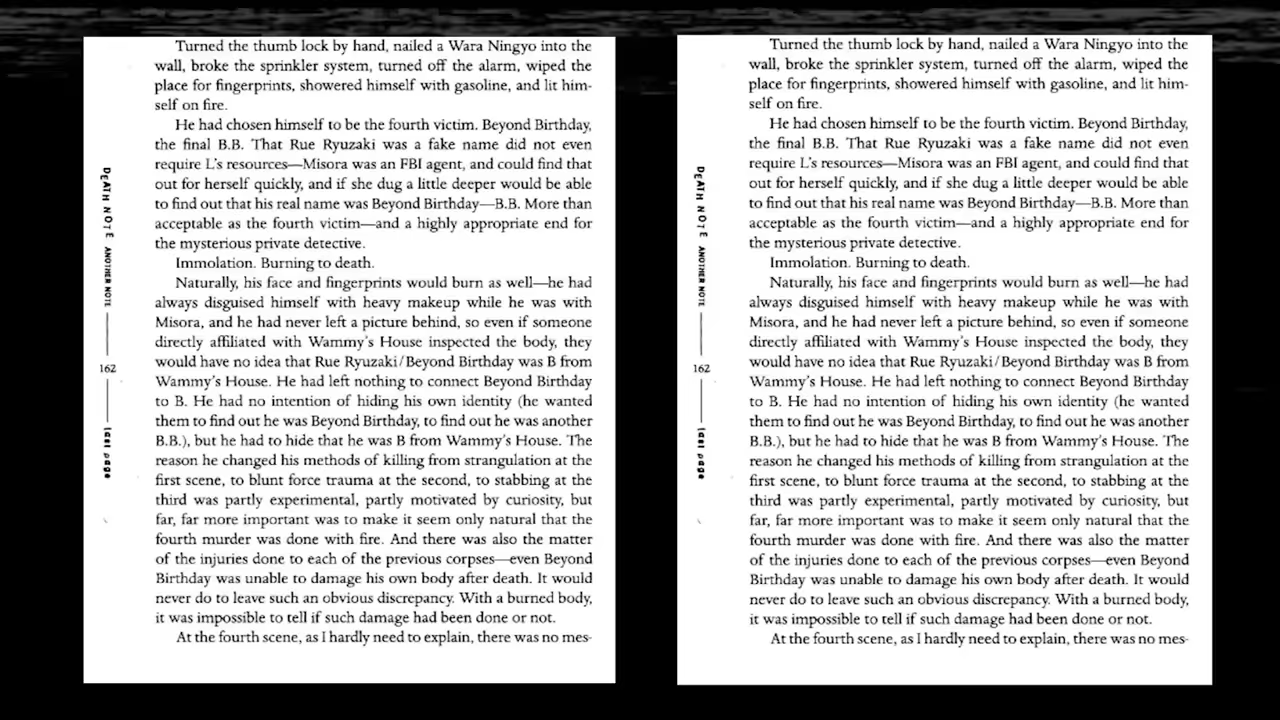 Turned the thumb lock by hand, nailed a Wara Ningyo into the
wall, broke the sprinkler system, turned off the alarm, wiped the
place for fingerprints, showered himself with gasoline, and lit him-
self on fire.
He had chosen himself to be the fourth victim. Beyond Birthday,
the final B.B. That Rue Ryuzaki was a fake name did not even
require L's resources—Misora was an FBI agent, and could find that
out for herself quickly, and if she dug a little deeper would be able
to find out that his real name was Beyond Birthday—B.B. More than
acceptable as the fourth victim—and a highly appropriate end for
the mysterious private detective.
Immolation. Burning to death.
Naturally, his face and fingerprints would burn as well—he had
always disguised himself with heavy makeup while he was with
Misora, and he had never left a picture behind, so even if someone
directly affiliated with Wammy's House inspected the body, they
would have no idea that Rue Ryuzaki/Beyond Birthday was B from
Wammy's House. He had left nothing to connect Beyond Birthday
to B. He had no intention of hiding his own identity (he wanted
them to find out he was Beyond Birthday, to find out he was another
B.B.), but he had to hide that he was B from Wammy's House. The
reason he changed his methods of killing from strangulation at the
first scene, to blunt force trauma at the second, to stabbing at the
third was partly experimental, partly motivated by curiosity, but
far, far more important was to make it seem only natural that the
fourth murder was done with fire. And there was also the matter
of the injuries done to each of the previous corpses—even Beyond
Birthday was unable to damage his own body after death. It would
never do to leave such an obvious discrepancy. With a burned body,
it was impossible to tell if such damage had been done or not.
At the fourth scene, as I hardly need to explain, there was no mes-
DEATH NOTE ANOTHER NOTE
162
last page
Turned the thumb lock by hand, nailed a Wara Ningyo into the
wall, broke the sprinkler system, turned off the alarm, wiped the
place for fingerprints, showered himself with gasoline, and lit him-
self on fire.
He had chosen himself to be the fourth victim. Beyond Birthday,
the final B.B. That Rue Ryuzaki was a fake name did not even
require L's resources—Misora was an FBI agent, and could find that
out for herself quickly, and if she dug a little deeper would be able
to find out that his real name was Beyond Birthday—B.B. More than
acceptable as the fourth victim—and a highly appropriate end for
the mysterious private detective.
Immolation. Burning to death.
Naturally, his face and fingerprints would burn as well—he had
always disguised himself with heavy makeup while he was with
Misora, and he had never left a picture behind, so even if someone
directly affiliated with Wammy's House inspected the body, they
would have no idea that Rue Ryuzaki/Beyond Birthday was B from
Wammy's House. He had left nothing to connect Beyond Birthday
to B. He had no intention of hiding his own identity (he wanted
them to find out he was Beyond Birthday, to find out he was another
B.B.), but he had to hide that he was B from Wammy's House. The
reason he changed his methods of killing from strangulation at the
first scene, to blunt force trauma at the second, to stabbing at the
third was partly experimental, partly motivated by curiosity, but
far, far more important was to make it seem only natural that the
fourth murder was done with fire. And there was also the matter
of the injuries done to each of the previous corpses—even Beyond
Birthday was unable to damage his own body after death. It would
never do to leave such an obvious discrepancy. With a burned body,
it was impossible to tell if such damage had been done or not.
At the fourth scene, as I hardly need to explain, there was no mes-
DEATH NOTE ANOTHER NOTE
162
last page